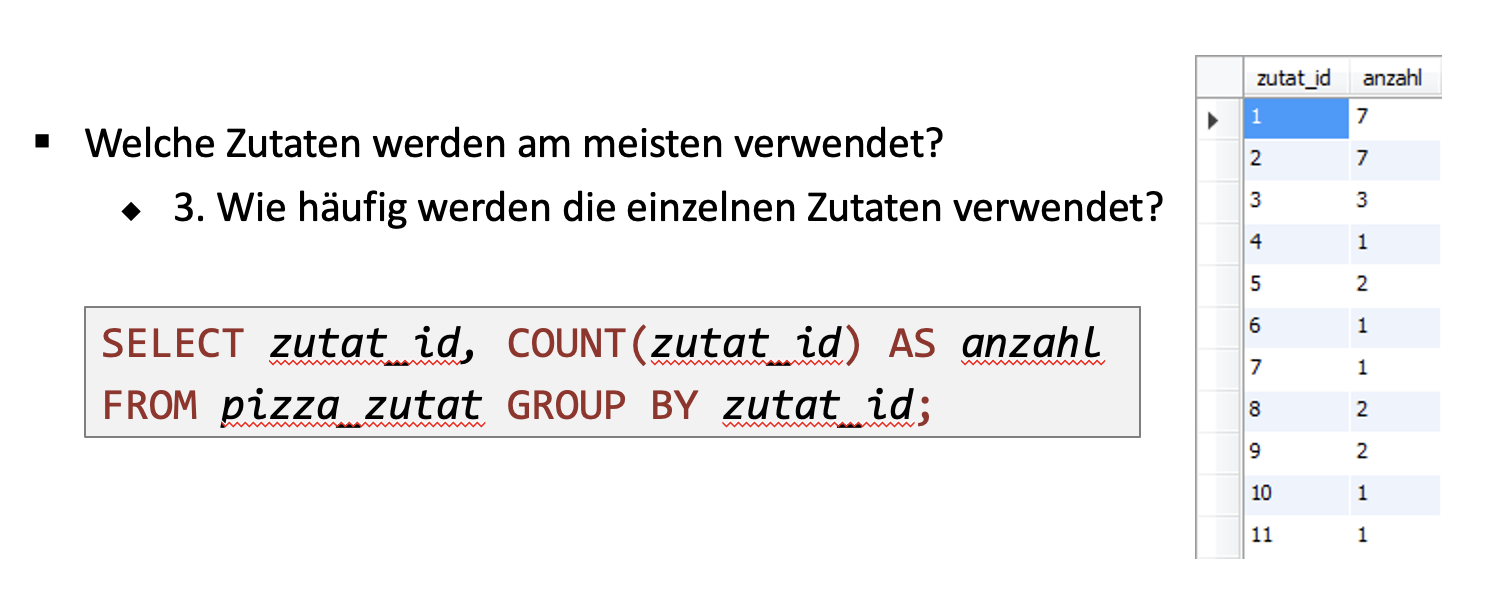 Welche Zutaten werden am meisten verwendet?
3. Wie häufig werden die einzelnen Zutaten verwendet?
SELECT zutat_id, COUNT(zutat_id) AS anzahl
FROM pizza_zutat GROUP BY zutat_id;
zutat_id anzahl
1 7
2 7
3 3
4 1
5 2
6 1
7 1
8 2
9 2
10 1
11 1